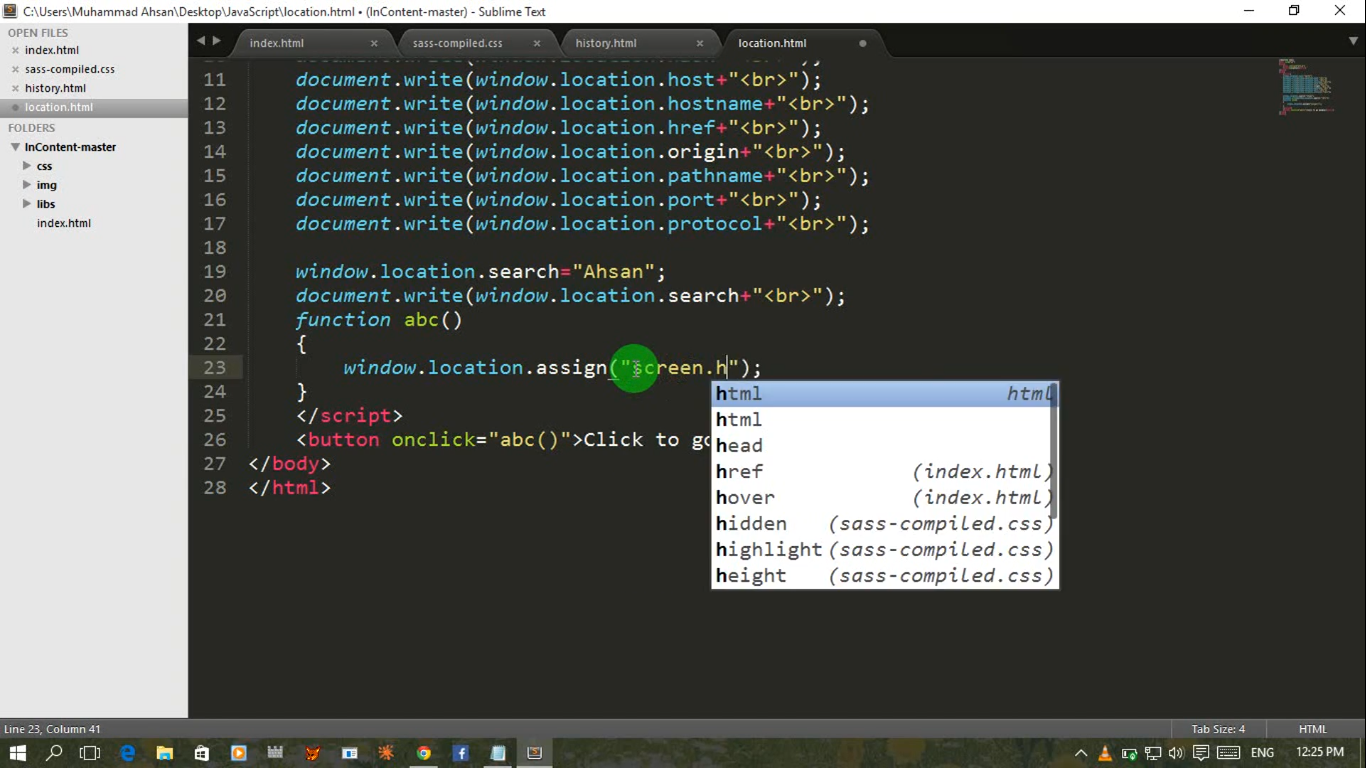 C:\Users\Muhammad Ahsan\Desktop\JavaScript\location.html • (InContent-master) - Sublime Text
OPEN FILES
index.html
sass-compiled.css
history.html
location.html
FOLDERS
InContent-master
css
img
libs
index.html
index.html
sass-compiled.css
history.html
location.html
11 document.write(window.location.host+"<br>");
12 document.write(window.location.hostname+"<br>");
13 document.write(window.location.href+"<br>");
14 document.write(window.location.origin+"<br>");
15 document.write(window.location.pathname+"<br>");
16 document.write(window.location.port+"<br>");
17 document.write(window.location.protocol+"<br>");
18
19 window.location.search="Ahsan";
20 document.write(window.location.search+"<br>");
21 function abc()
22 {
23 window.location.assign("screen.h");
24 }
25 </script>
26 <button onclick="abc()">Click to go
27 </body>
28 </html>
html html
html
head
href (index.html)
hover (index.html)
hidden (sass-compiled.css)
highlight (sass-compiled.css)
height (sass-compiled.css)
Line 23, Column 41
Tab Size: 4
HTML
ENG
12:25 PM